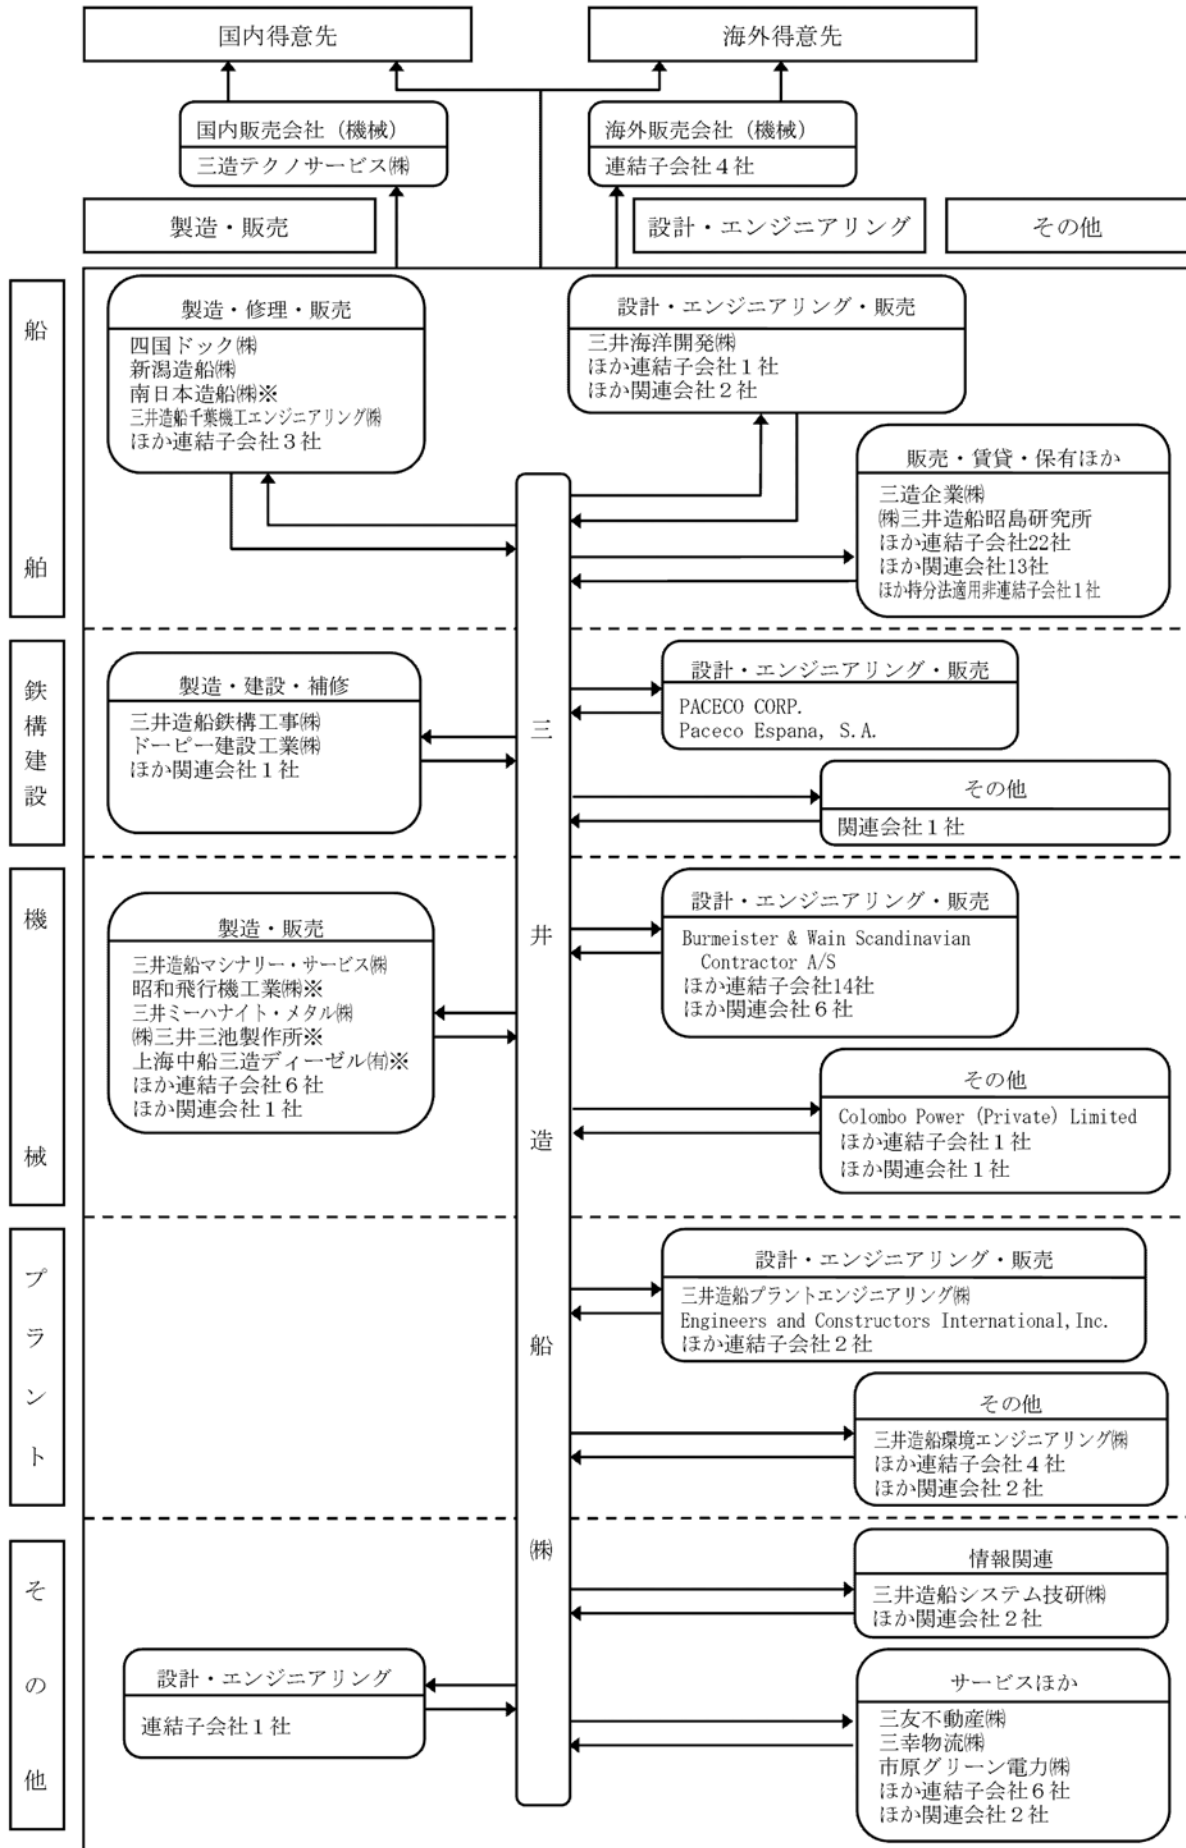 国内得意先
海外得意先
国内販売会社（機械）
三造テクノサービス㈱
海外販売会社（機械）
連結子会社４社
製造・販売
設計・エンジニアリング
その他
船舶
製造・修理・販売
四国ドック㈱
新潟造船㈱
南日本造船㈱※
三井造船千葉機工エンジニアリング㈱
ほか連結子会社３社
設計・エンジニアリング・販売
三井海洋開発㈱
ほか連結子会社１社
ほか関連会社２社
販売・賃貸・保有ほか
三造企業㈱
㈱三井造船昭島研究所
ほか連結子会社22社
ほか関連会社13社
ほか持分法適用非連結子会社１社
三井造船㈱
鉄構建設
製造・建設・補修
三井造船鉄構工事㈱
ドーピー建設工業㈱
ほか関連会社１社
設計・エンジニアリング・販売
PACECO CORP.
Paceco Espana, S.A.
その他
関連会社１社
機械
製造・販売
三井造船マシナリー・サービス㈱
昭和飛行機工業㈱※
三井ミーハナイト・メタル㈱
㈱三井三池製作所※
上海中船三造ディーゼル㈲※
ほか連結子会社６社
ほか関連会社１社
設計・エンジニアリング・販売
Burmeister & Wain Scandinavian
Contractor A/S
ほか連結子会社14社
ほか関連会社６社
その他
Colombo Power (Private) Limited
ほか連結子会社１社
ほか関連会社１社
プラント
設計・エンジニアリング・販売
三井造船プラントエンジニアリング㈱
Engineers and Constructors International,Inc.
ほか連結子会社２社
その他
三井造船環境エンジニアリング㈱
ほか連結子会社４社
ほか関連会社２社
その他
情報関連
三井造船システム技研㈱
ほか関連会社２社
設計・エンジニアリング
連結子会社１社
サービスほか
三友不動産㈱
三幸物流㈱
市原グリーン電力㈱
ほか連結子会社６社
ほか関連会社２社